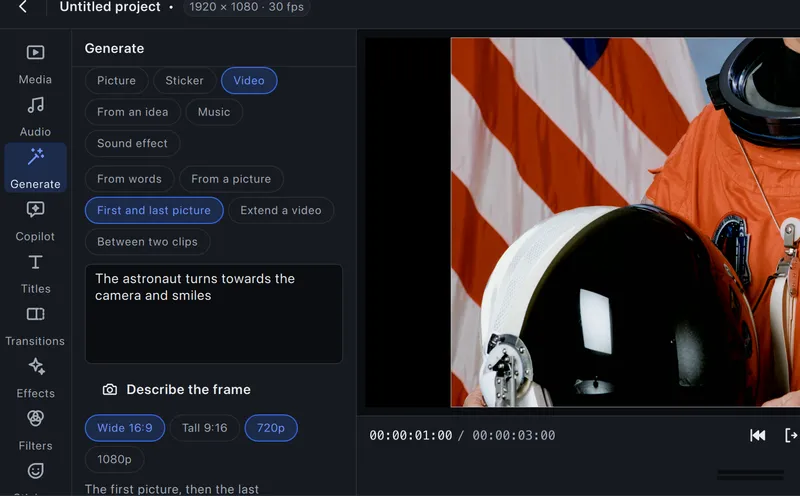 Untitled project • 1920 × 1080 · 30 fps
Media
Audio
Generate
Copilot
Titles
Transitions
Effects
Filters
Generate
Picture Sticker Video
From an idea Music
Sound effect
From words From a picture
First and last picture Extend a video
Between two clips
The astronaut turns towards the
camera and smiles
Describe the frame
Wide 16:9 Tall 9:16 720p
1080p
The first picture, then the last
00:00:01:00 / 00:00:03:00